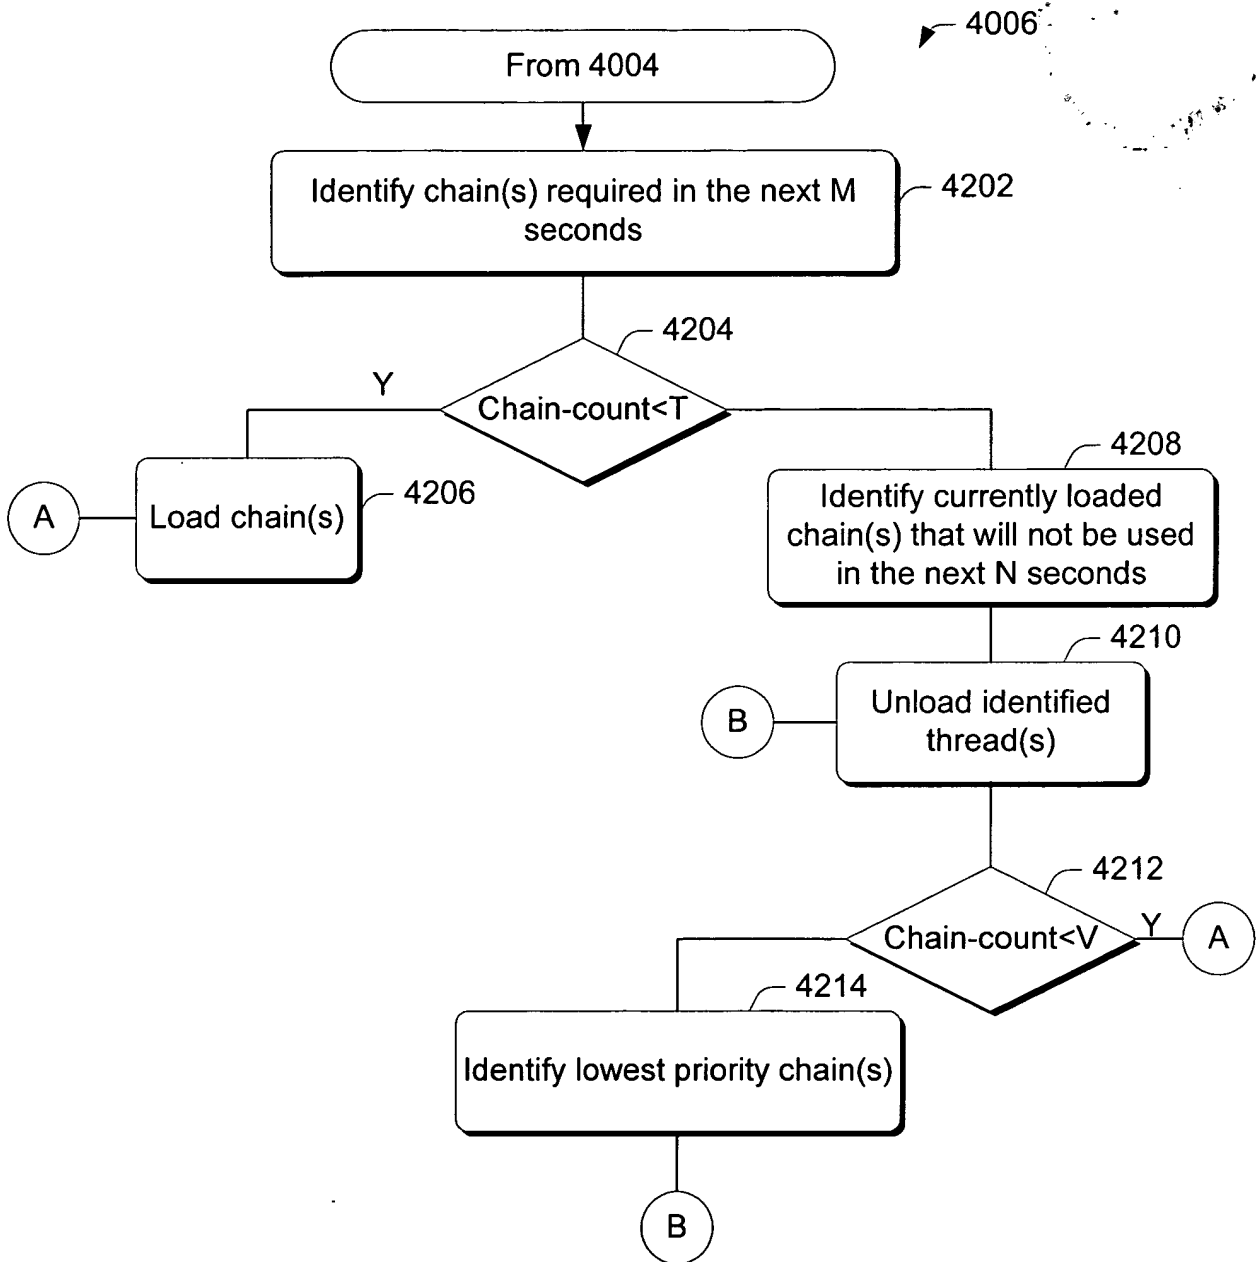 4006
From 4004
Identify chain(s) required in the next M
seconds
4202
4204
Y
Chain-count<T
4206
A
Load chain(s)
4208
Identify currently loaded
chain(s) that will not be used
in the next N seconds
4210
B
Unload identified
thread(s)
4212
Chain-count<V
Y
A
4214
Identify lowest priority chain(s)
B